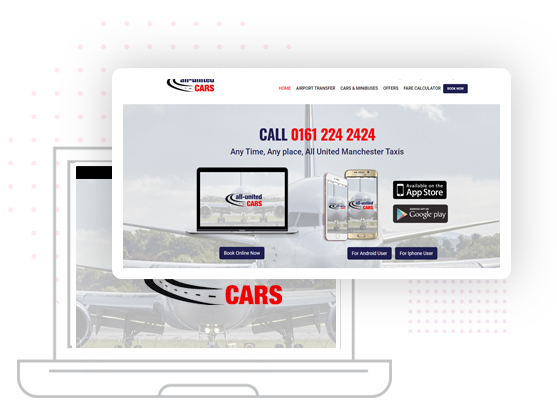 all-united
CARS
HOME AIRPORT TRANSFER CARS & MINIBUSES OFFERS FARE CALCULATOR BOOK NOW
CALL 0161 224 2424
Any Time, Any place, All United Manchester Taxis
all-united
CARS
Available on the
App Store
ANDROID APP ON
Google play
Book Online Now
For Android User
For Iphone User
CARS